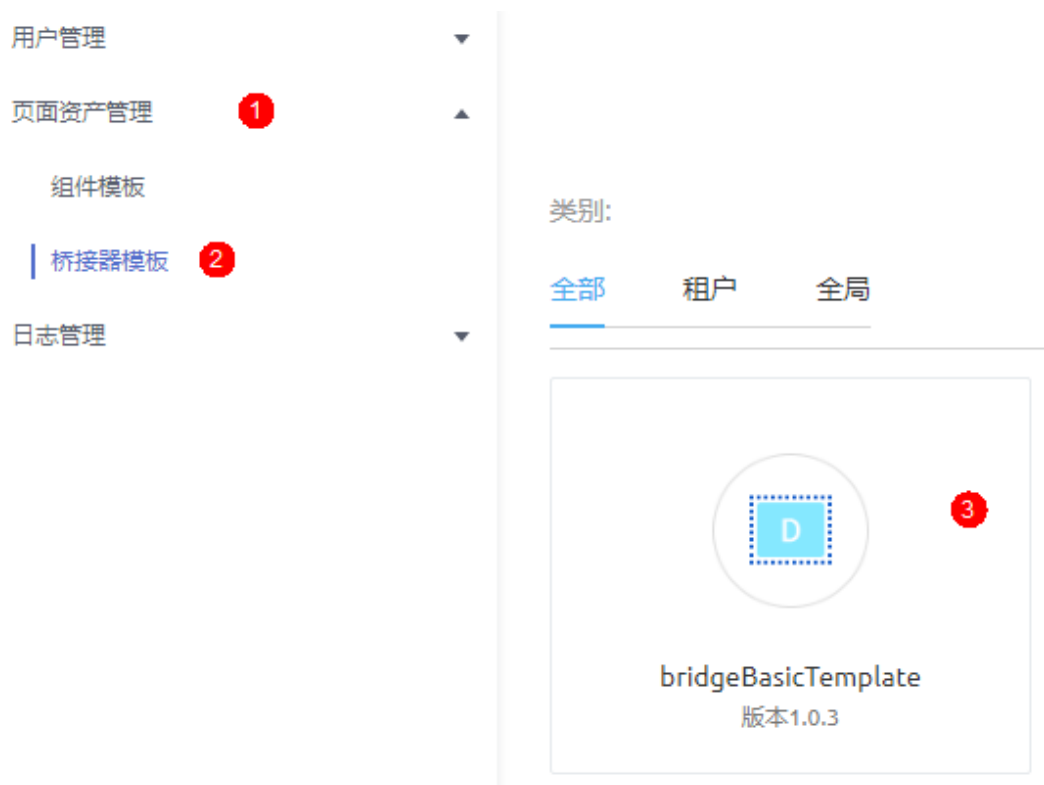 用户管理
页面资产管理 1
组件模板
桥接器模板 2
日志管理
类别:
全部 租户 全局
3
D
bridgeBasicTemplate
版本1.0.3